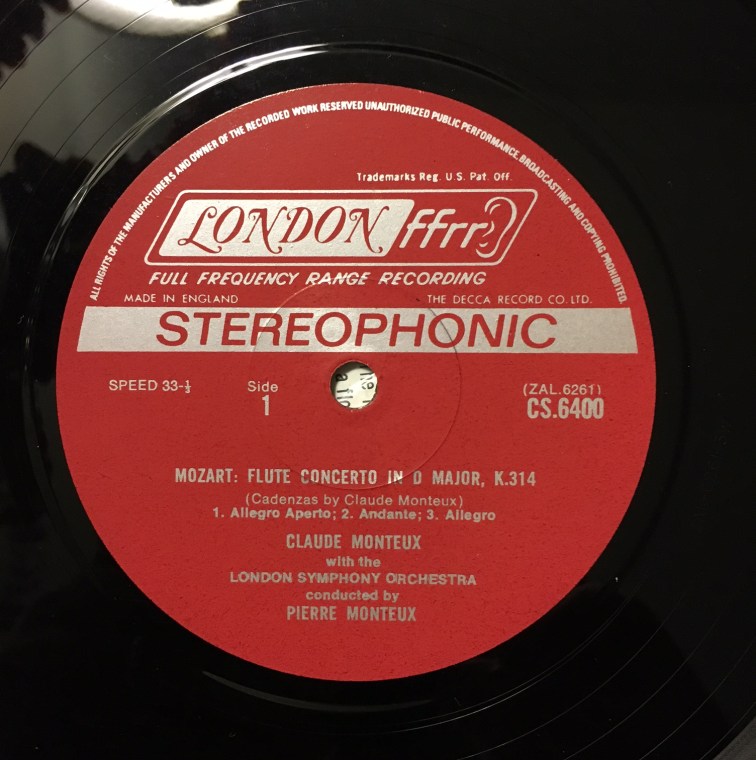 ALL RIGHTS OF THE MANUFACTURERS AND OWNER OF THE RECORDED WORK RESERVED UNAUTHORIZED PUBLIC PERFORMANCE, BROADCASTING AND COPYING PROHIBITED.
Trademarks Reg. U.S. Pat. Off.
LONDON ffrr
FULL FREQUENCY RANGE RECORDING
MADE IN ENGLAND THE DECCA RECORD CO. LTD.
STEREOPHONIC
SPEED 33-⅓ Side (ZAL.6261)
1 CS.6400
MOZART: FLUTE CONCERTO IN D MAJOR, K.314
(Cadenzas by Claude Monteux)
1. Allegro Aperto; 2. Andante; 3. Allegro
CLAUDE MONTEUX
with the
LONDON SYMPHONY ORCHESTRA
conducted by
PIERRE MONTEUX